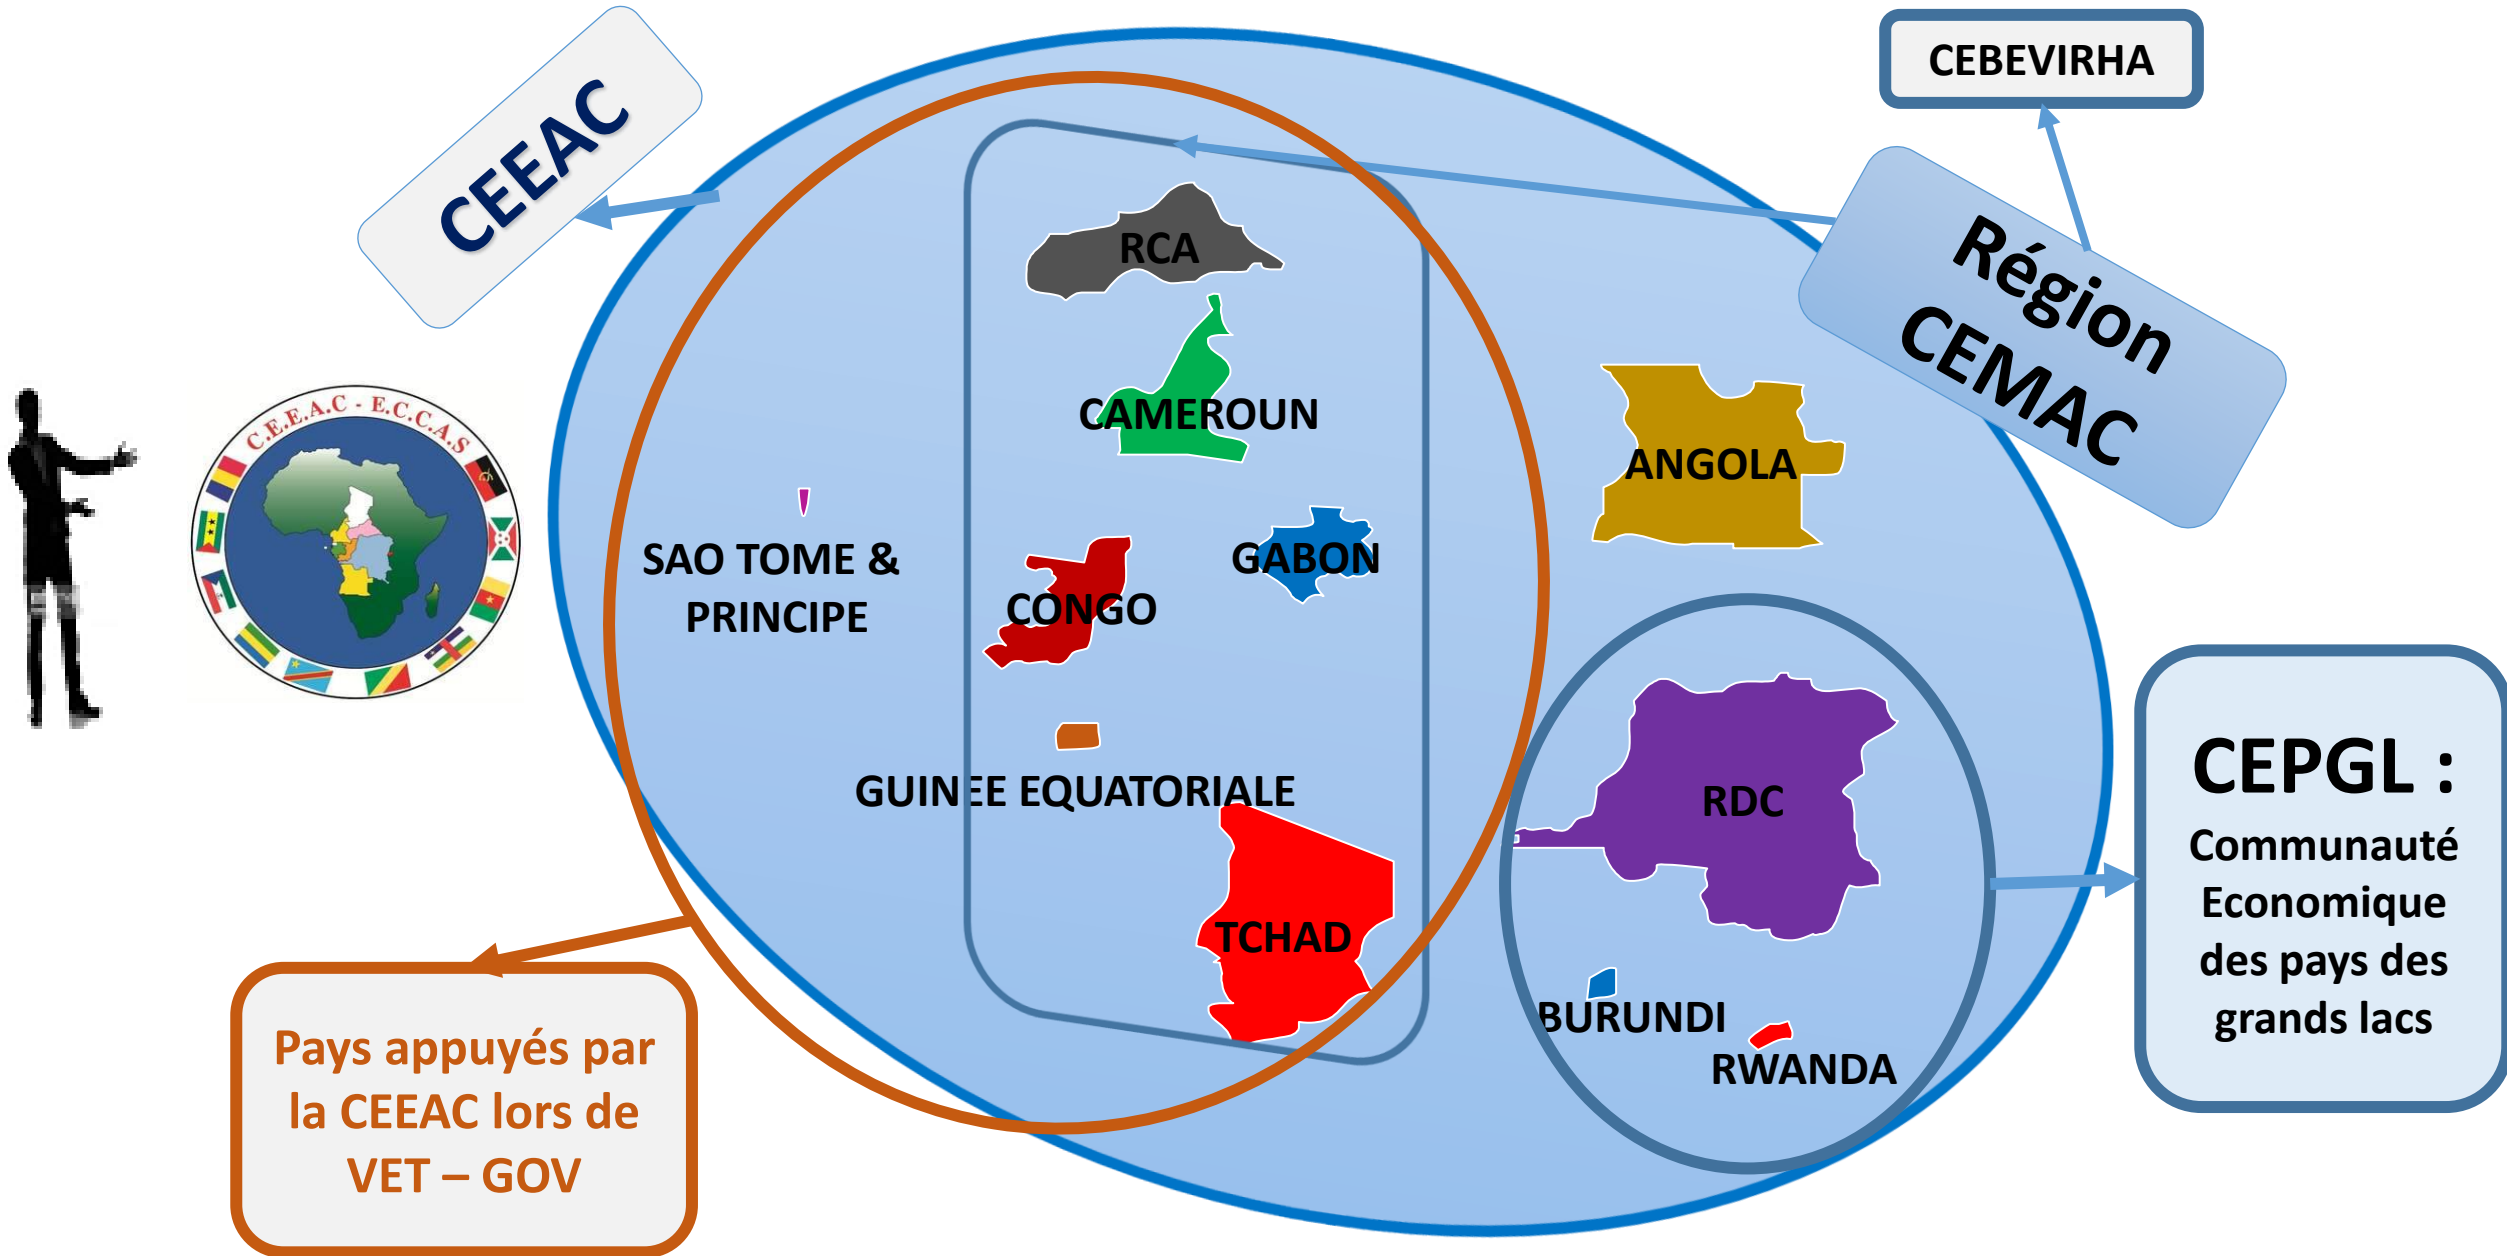 CEEAC
CEBEVIRHA
Région
CEMAC
C.E.E.A.C - E.C.C.A.S
RCA
CAMEROUN
ANGOLA
SAO TOME &
PRINCIPE
CONGO
GABON
GUINEE EQUATORIALE
TCHAD
RDC
BURUNDI
RWANDA
CEPGL :
Communauté
Economique
des pays des
grands lacs
Pays appuyés par
la CEEAC lors de
VET – GOV